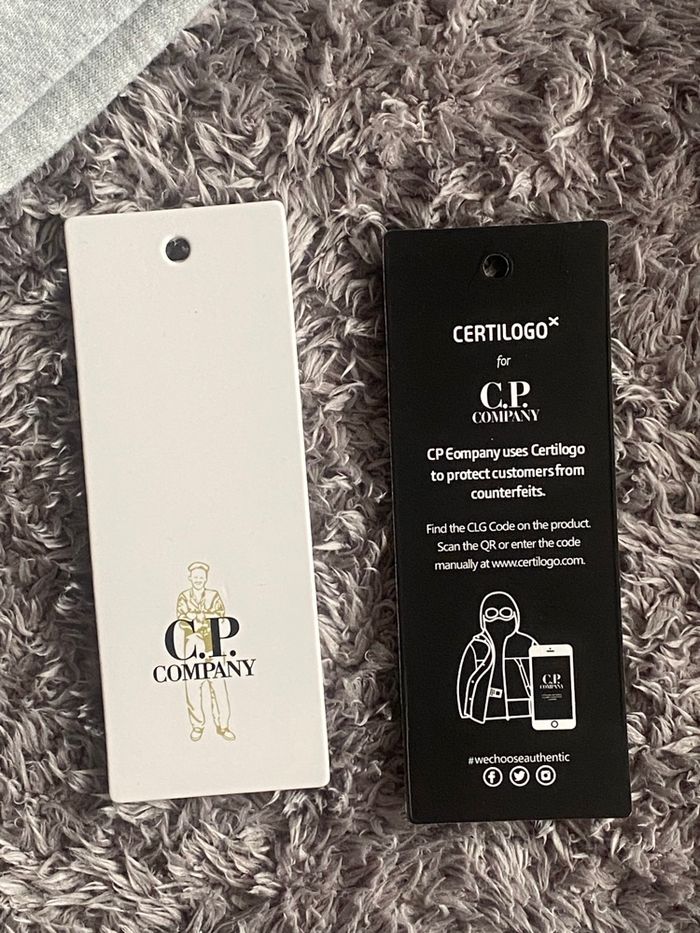 C.P.
COMPANY
CERTILOGO×
for
C.P.
COMPANY
CP Eompany uses Certilogo
to protect customers from
counterfeits.
Find the CLG Code on the product.
Scan the QR or enter the code
manually at www.certilogo.com.
C.P.
COMPANY
#wechooseauthentic